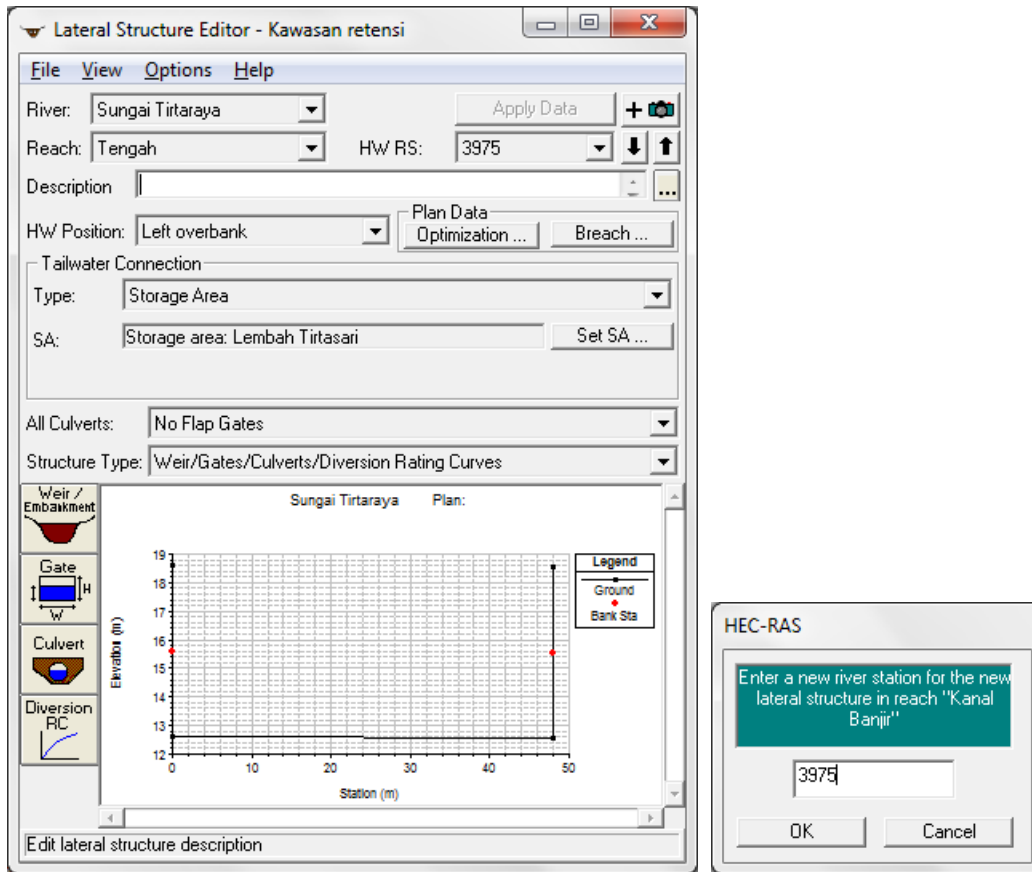 Lateral Structure Editor - Kawasan retensi
File View Options Help
River: Sungai Tirtaraya Apply Data
Reach: Tengah HW RS: 3975
Description ...
HW Position: Left overbank Plan Data Optimization ... Breach ...
Tailwater Connection
Type: Storage Area
SA: Storage area: Lembah Tirtasari Set SA ...
All Culverts: No Flap Gates
Structure Type: Weir/Gates/Culverts/Diversion Rating Curves
Weir /
Embankment
Gate
H
W
Culvert
Diversion
RC
Sungai Tirtaraya Plan:
19
18
17
16
15
14
13
12
Elevation (m)
0 10 20 30 40 50
Station (m)
Legend
Ground
Bank Sta
Edit lateral structure description
HEC-RAS
Enter a new river station for the new
lateral structure in reach "Kanal
Banjir"
3975
OK Cancel